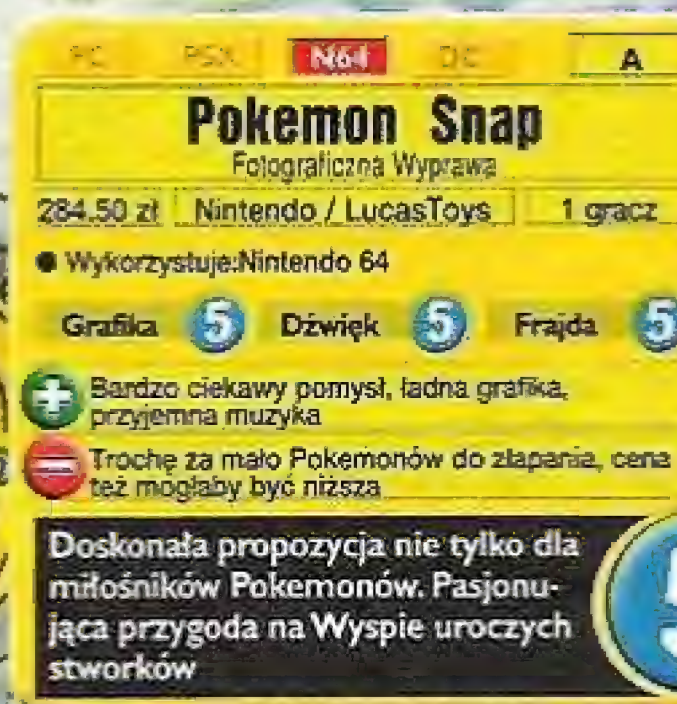 PC PSX N64 DC A
Pokemon Snap
Fotograficzna Wyprawa
284.50 zł Nintendo / LucasToys 1 gracz
Wykorzystuje:Nintendo 64
Grafika 5 Dźwięk 5 Frajda 5
Bardzo ciekawy pomysł, ładna grafika,
przyjemna muzyka
Trochę za mało Pokemonów do złapania, cena
też mogłaby być niższa
Doskonała propozycja nie tylko dla
miłośników Pokemonów. Pasjonu-
jąca przygoda na Wyspie uroczych
stworków
5